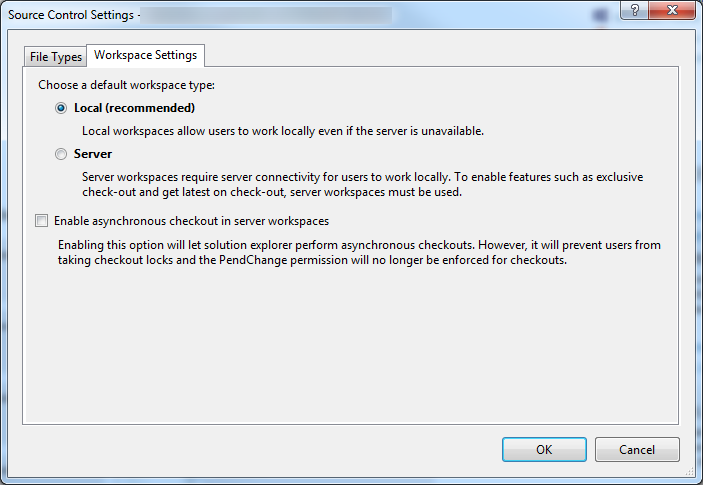 Source Control Settings -
File Types
Workspace Settings
Choose a default workspace type:
Local (recommended)
Local workspaces allow users to work locally even if the server is unavailable.
Server
Server workspaces require server connectivity for users to work locally. To enable features such as exclusive
check-out and get latest on check-out, server workspaces must be used.
Enable asynchronous checkout in server workspaces
Enabling this option will let solution explorer perform asynchronous checkouts. However, it will prevent users from
taking checkout locks and the PendChange permission will no longer be enforced for checkouts.
OK
Cancel